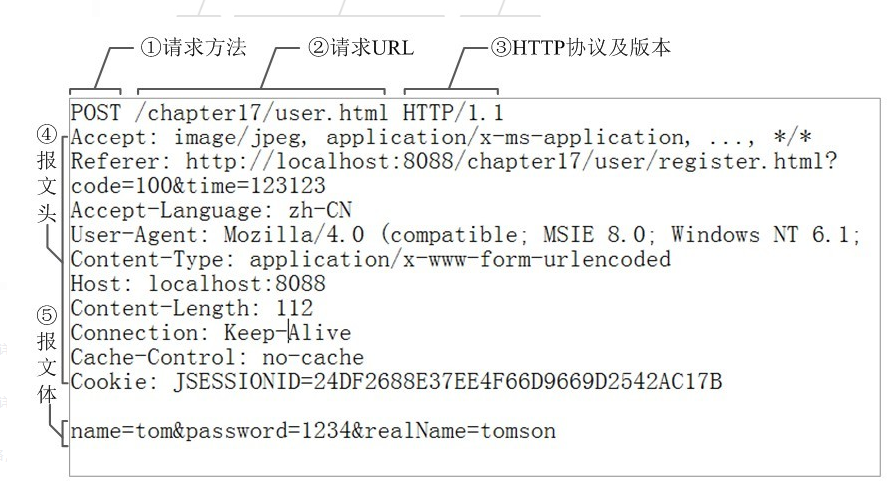 ①请求方法 ②请求URL ③HTTP协议及版本
POST /chapter17/user.html HTTP/1.1
④报文头
Accept: image/jpeg, application/x-ms-application, ..., */*
Referer: http://localhost:8088/chapter17/user/register.html?
code=100&time=123123
Accept-Language: zh-CN
User-Agent: Mozilla/4.0 (compatible; MSIE 8.0; Windows NT 6.1;
Content-Type: application/x-www-form-urlencoded
Host: localhost:8088
Content-Length: 112
Connection: Keep-Alive
Cache-Control: no-cache
Cookie: JSESSIONID=24DF2688E37EE4F66D9669D2542AC17B
⑤报文体
name=tom&password=1234&realName=tomson